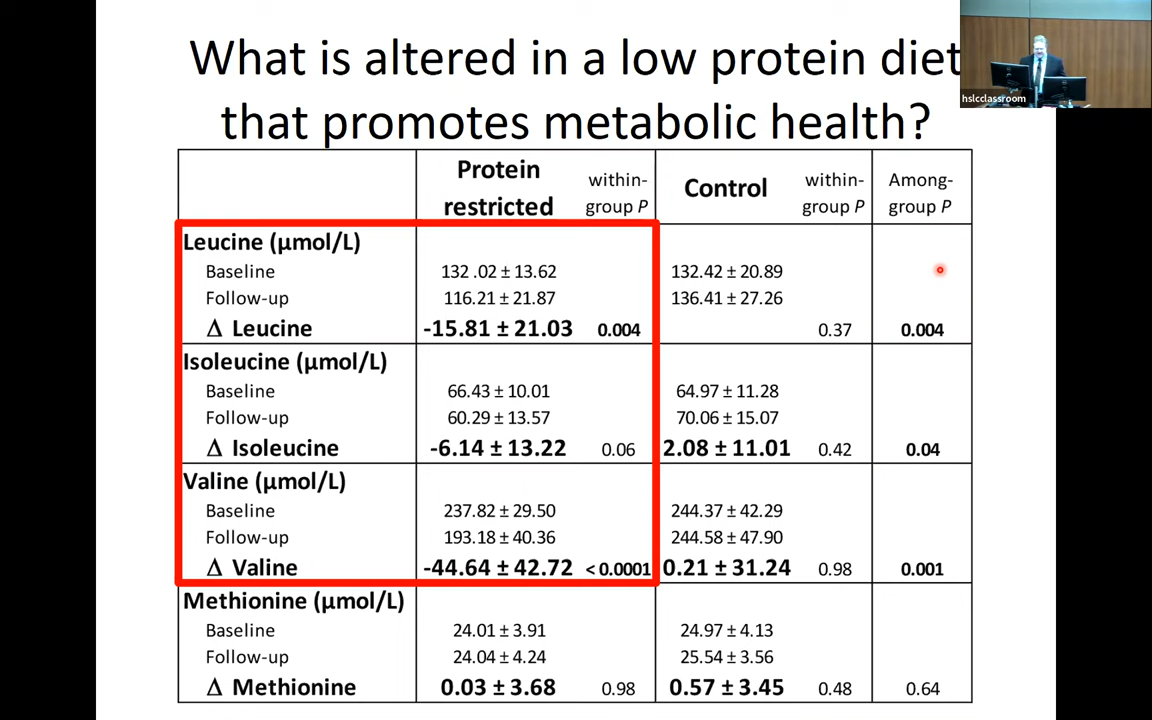 What is altered in a low protein diet
that promotes metabolic health?
hslcclassroom
Protein restricted within-group P Control within-group P Among-group P
Leucine (µmol/L)
Baseline 132 .02 ± 13.62 132.42 ± 20.89
Follow-up 116.21 ± 21.87 136.41 ± 27.26
Δ Leucine -15.81 ± 21.03 0.004 0.37 0.004
Isoleucine (µmol/L)
Baseline 66.43 ± 10.01 64.97 ± 11.28
Follow-up 60.29 ± 13.57 70.06 ± 15.07
Δ Isoleucine -6.14 ± 13.22 0.06 2.08 ± 11.01 0.42 0.04
Valine (µmol/L)
Baseline 237.82 ± 29.50 244.37 ± 42.29
Follow-up 193.18 ± 40.36 244.58 ± 47.90
Δ Valine -44.64 ± 42.72 < 0.0001 0.21 ± 31.24 0.98 0.001
Methionine (µmol/L)
Baseline 24.01 ± 3.91 24.97 ± 4.13
Follow-up 24.04 ± 4.24 25.54 ± 3.56
Δ Methionine 0.03 ± 3.68 0.98 0.57 ± 3.45 0.48 0.64